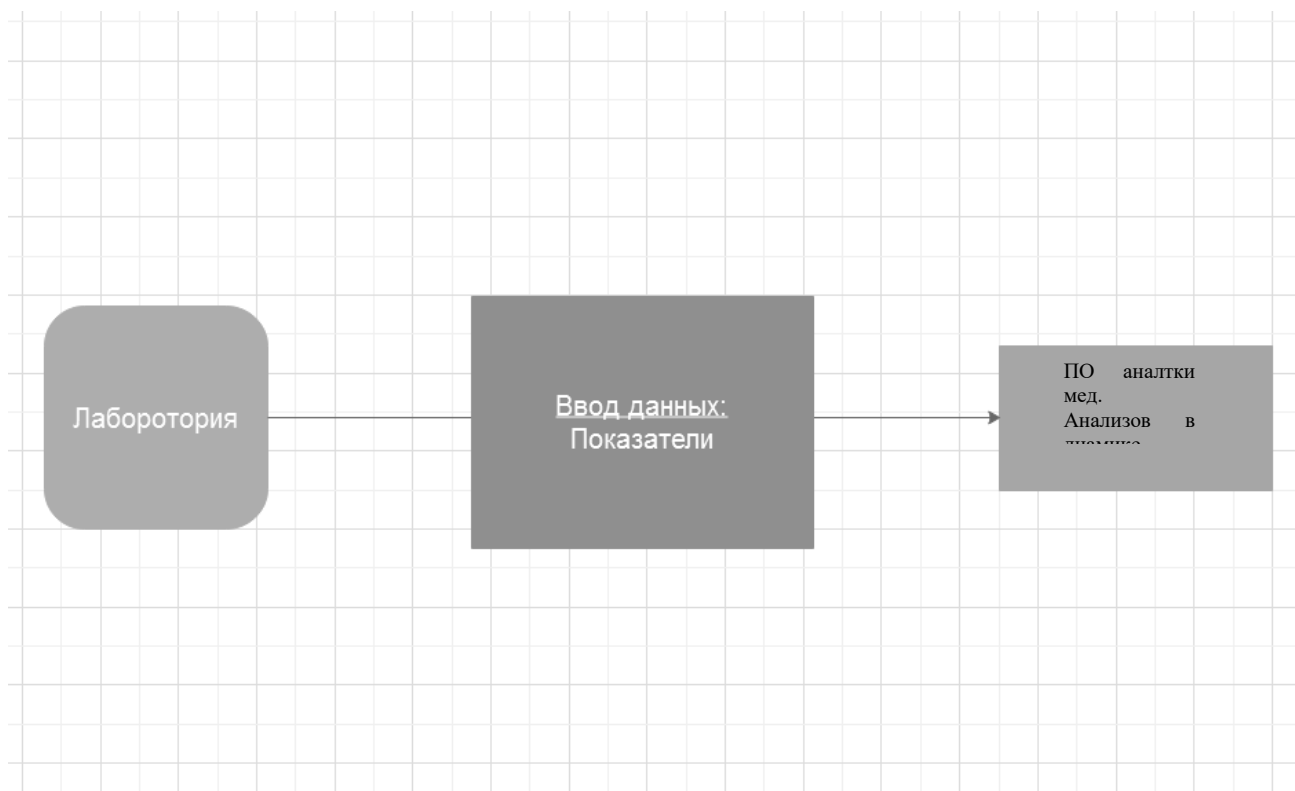 Лаборотория
Ввод данных:
Показатели
ПО аналтки
мед.
Анализов в